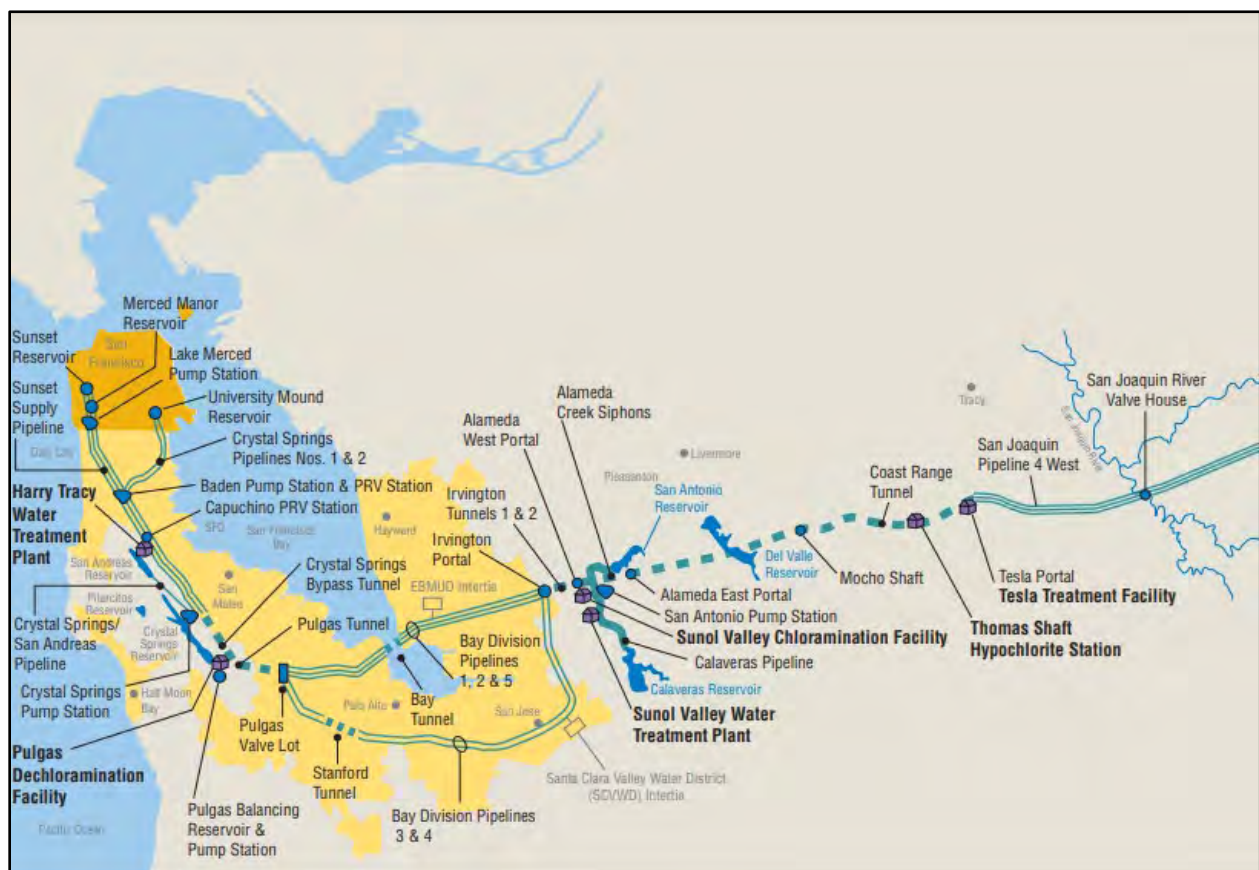 Merced Manor
Reservoir
Sunset
Reservoir
San
Francisco
Lake Merced
Pump Station
Sunset
Supply
Pipeline
University Mound
Reservoir
Daly City
Crystal Springs
Pipelines Nos. 1 & 2
Harry Tracy
Water
Treatment
Plant
Baden Pump Station & PRV Station
Capuchino PRV Station
SFO
San Francisco
Bay
Hayward
San Andreas
Reservoir
Pilarcitos
Reservoir
San
Mateo
Crystal Springs
Bypass Tunnel
EBMUD Intertie
Crystal Springs/
San Andreas
Pipeline
Crystal
Springs
Reservoir
Pulgas Tunnel
Crystal Springs
Pump Station
Half Moon
Bay
Pulgas
Dechloramination
Facility
Pulgas
Valve Lot
Palo Alto
Bay
Tunnel
Bay Division
Pipelines
1, 2 & 5
San Jose
Stanford
Tunnel
Pulgas Balancing
Reservoir &
Pump Station
Bay Division Pipelines
3 & 4
Pacific Ocean
Santa Clara Valley Water District
(SCVWD) Intertie
Alameda
Creek Siphons
Alameda
West Portal
Livermore
Pleasanton
Irvington
Tunnels 1 & 2
Irvington
Portal
San Antonio
Reservoir
Del Valle
Reservoir
Alameda East Portal
San Antonio Pump Station
Sunol Valley Chloramination Facility
Calaveras Pipeline
Calaveras Reservoir
Sunol Valley Water
Treatment Plant
Mocho Shaft
Coast Range
Tunnel
Tracy
San Joaquin River
Valve House
San Joaquin River
San Joaquin
Pipeline 4 West
Tesla Portal
Tesla Treatment Facility
Thomas Shaft
Hypochlorite Station